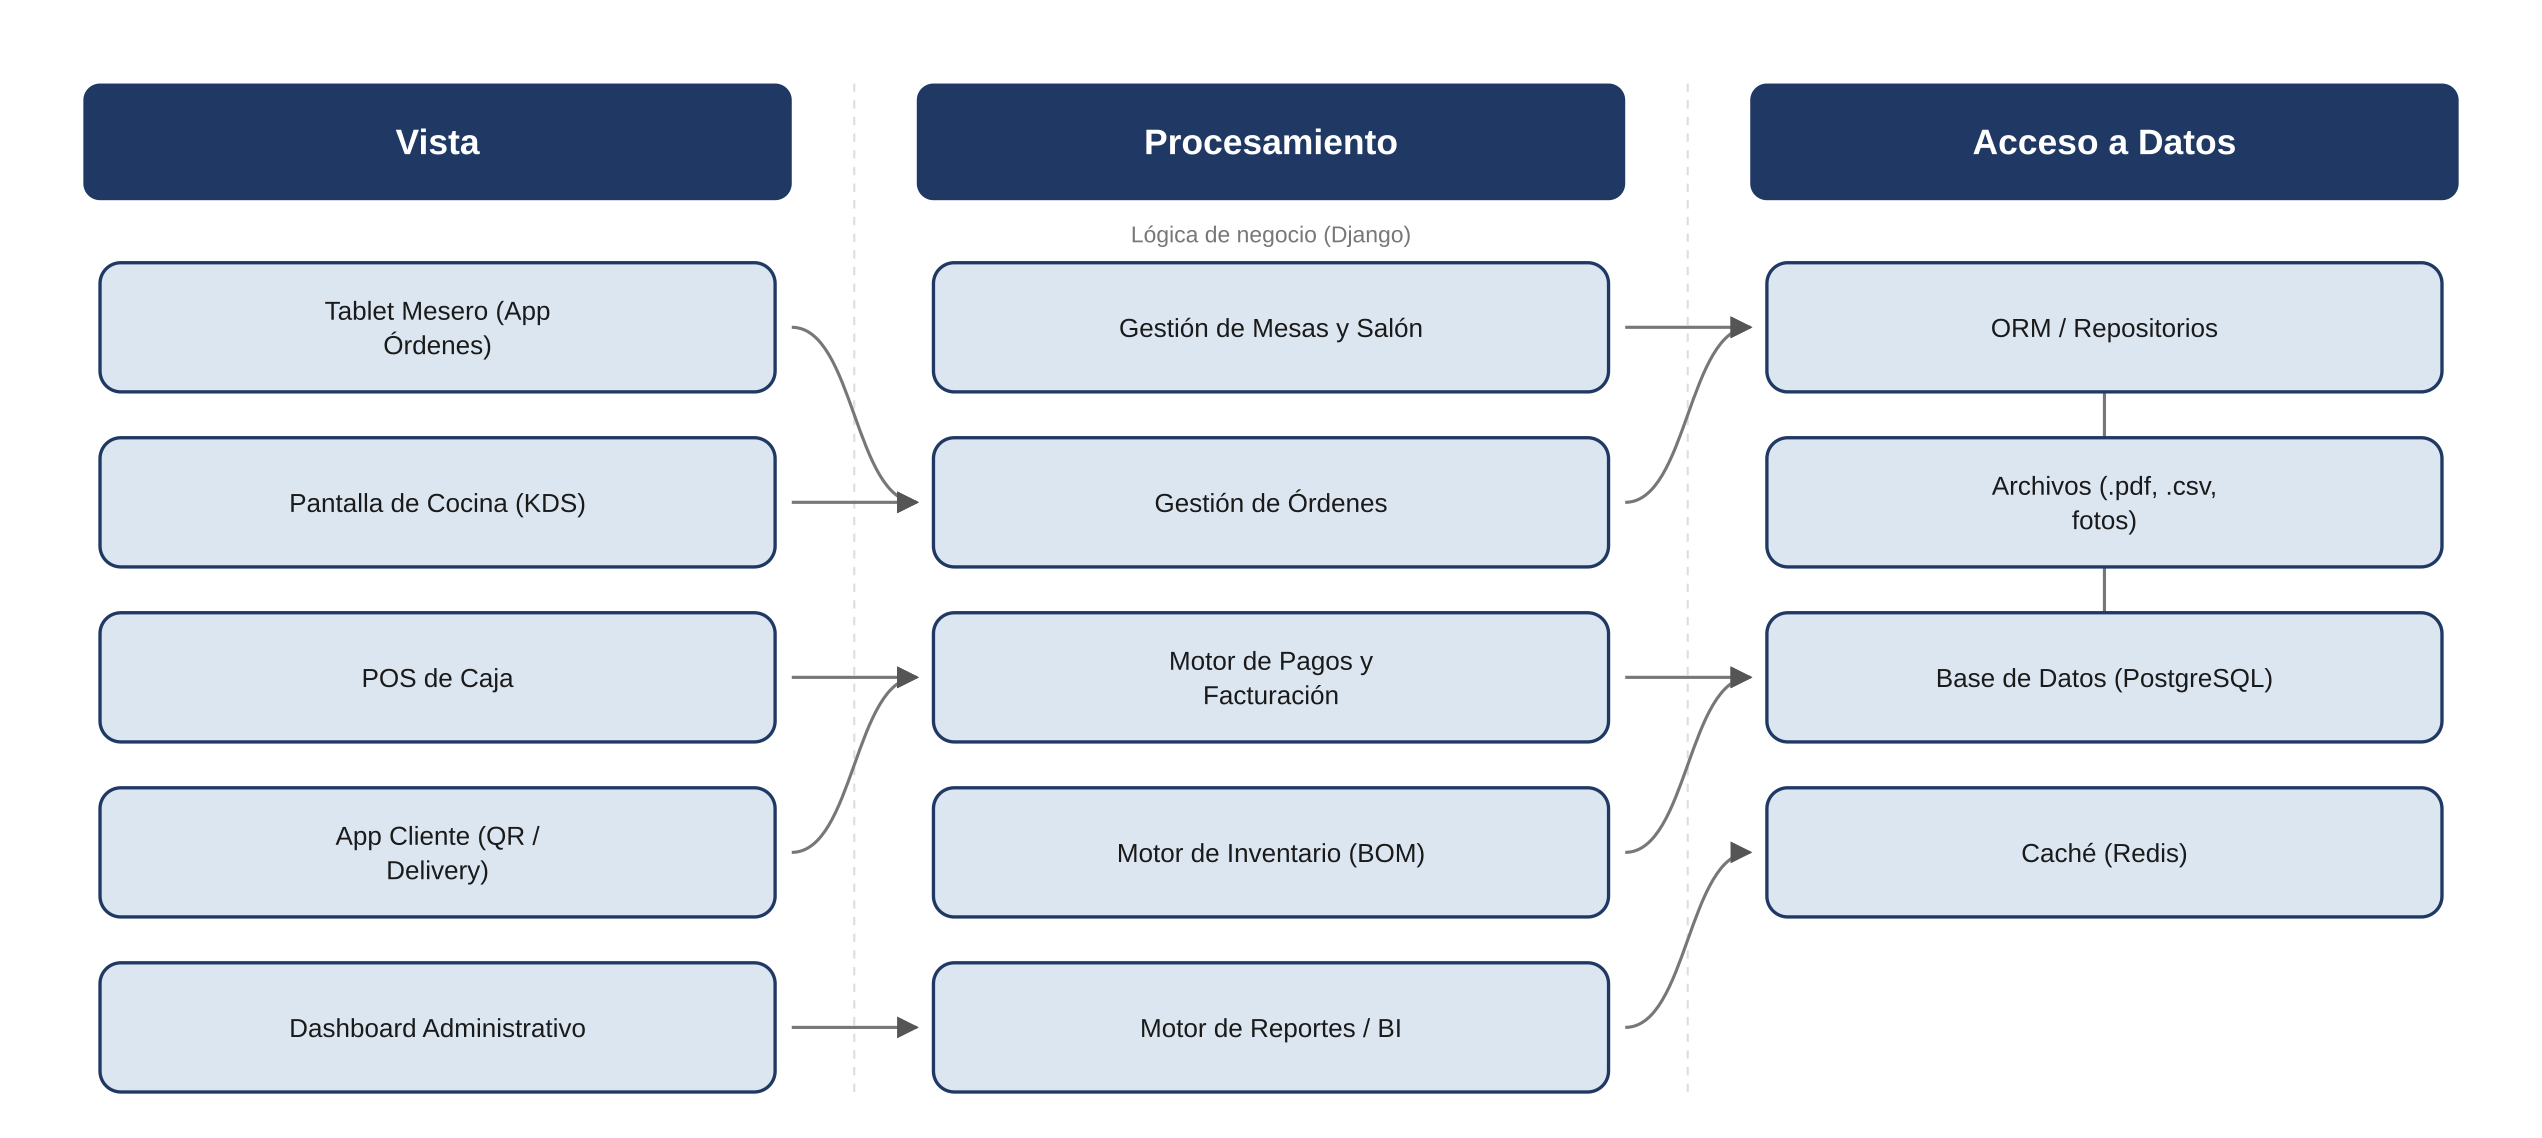 Vista
Tablet Mesero (App
Órdenes)
Pantalla de Cocina (KDS)
POS de Caja
App Cliente (QR /
Delivery)
Dashboard Administrativo
Procesamiento
Lógica de negocio (Django)
Gestión de Mesas y Salón
Gestión de Órdenes
Motor de Pagos y
Facturación
Motor de Inventario (BOM)
Motor de Reportes / BI
Acceso a Datos
ORM / Repositorios
Archivos (.pdf, .csv,
fotos)
Base de Datos (PostgreSQL)
Caché (Redis)